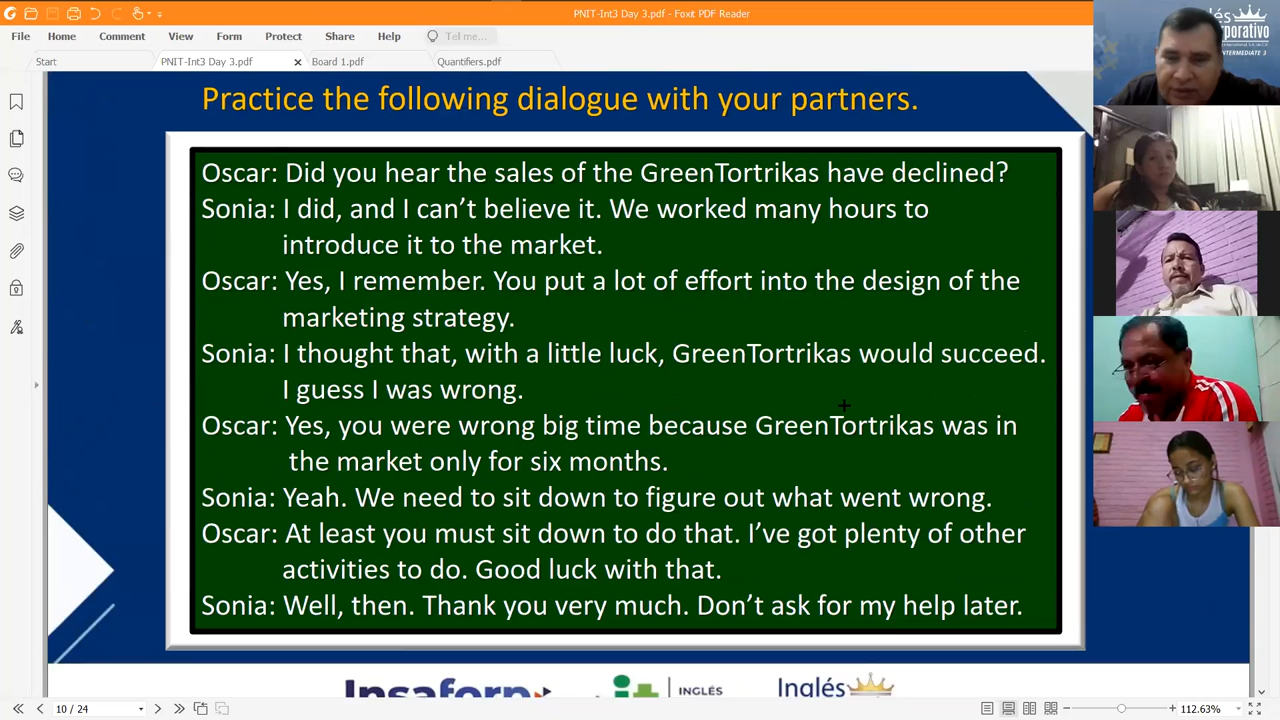 PNIT-Int3 Day 3.pdf - Foxit PDF Reader
File Home Comment View Form Protect Share Help Tell me...
Start PNIT-Int3 Day 3.pdf Board 1.pdf Quantifiers.pdf
Practice the following dialogue with your partners.
Oscar: Did you hear the sales of the GreenTortrikas have declined?
Sonia: I did, and I can’t believe it. We worked many hours to
introduce it to the market.
Oscar: Yes, I remember. You put a lot of effort into the design of the
marketing strategy.
Sonia: I thought that, with a little luck, GreenTortrikas would succeed.
I guess I was wrong.
Oscar: Yes, you were wrong big time because GreenTortrikas was in
the market only for six months.
Sonia: Yeah. We need to sit down to figure out what went wrong.
Oscar: At least you must sit down to do that. I’ve got plenty of other
activities to do. Good luck with that.
Sonia: Well, then. Thank you very much. Don’t ask for my help later.
INGLÉS
Inglés
10 / 24
112.63%
INTERMEDIATE 3